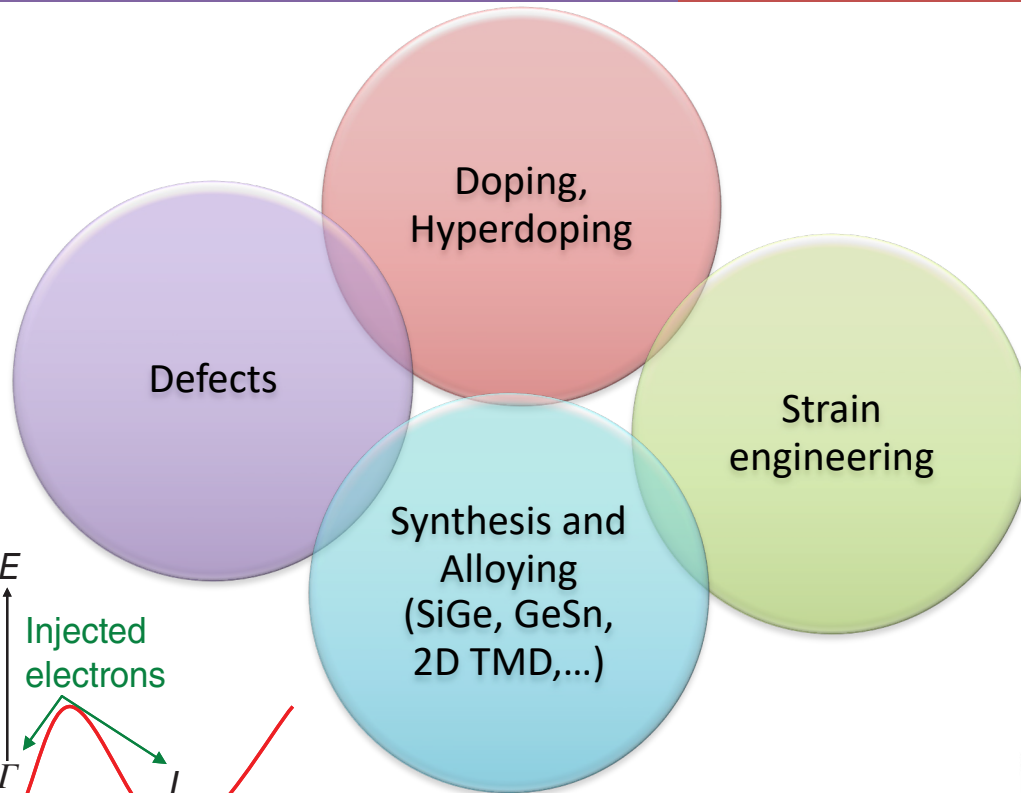 Doping,
Hyperdoping
Defects
Strain
engineering
Synthesis and
Alloying
(SiGe, GeSn,
2D TMD,...)
E
Injected
electrons
Γ